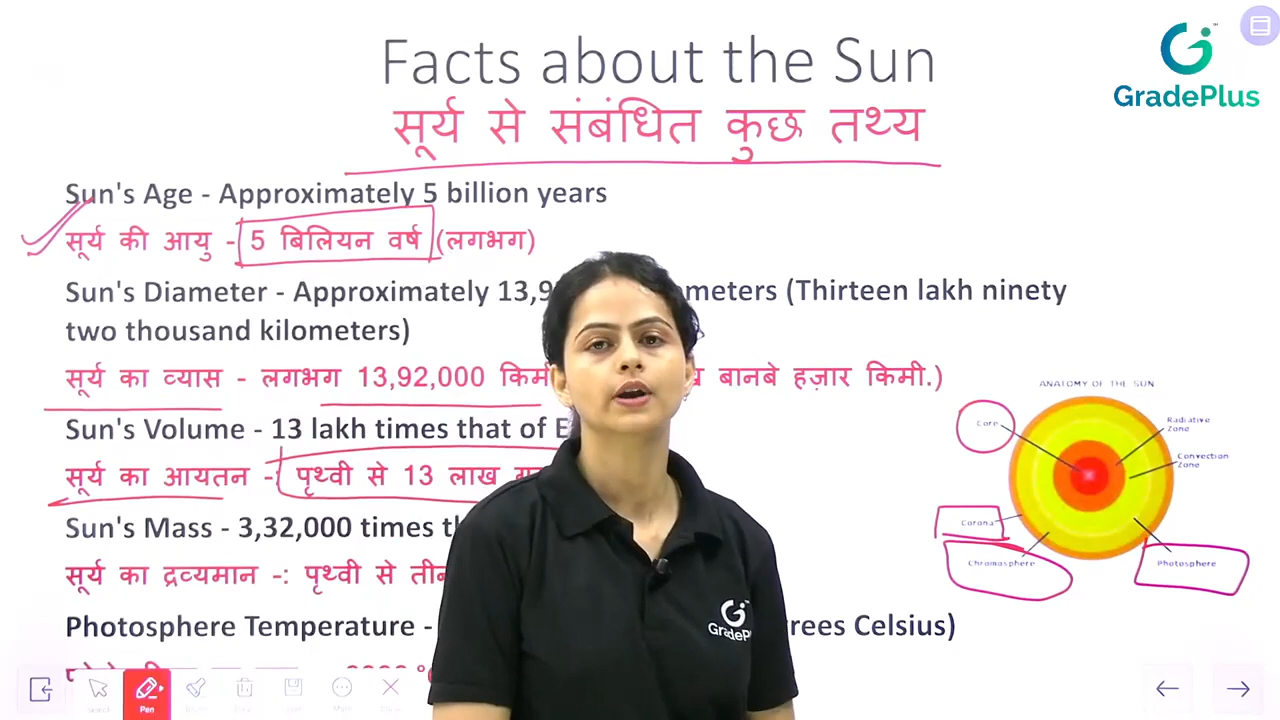 Facts about the Sun
GradePlus
सूर्य से संबंधित कुछ तथ्य
Sun's Age - Approximately 5 billion years
सूर्य की आयु - 5 बिलियन वर्ष (लगभग)
Sun's Diameter - Approximately 13,9 meters (Thirteen lakh ninety
two thousand kilometers)
सूर्य का व्यास - लगभग 13,92,000 किमी बानबे हज़ार किमी.)
ANATOMY OF THE SUN
Core
Radiative
Zone
Convection
Zone
Corona
Chromosphere
Photosphere
Sun's Volume - 13 lakh times that of E
सूर्य का आयतन -: पृथ्वी से 13 लाख
Sun's Mass - 3,32,000 times
सूर्य का द्रव्यमान -: पृथ्वी से
Photosphere Temperature - rees Celsius)
GradePl
Search
Pen
More